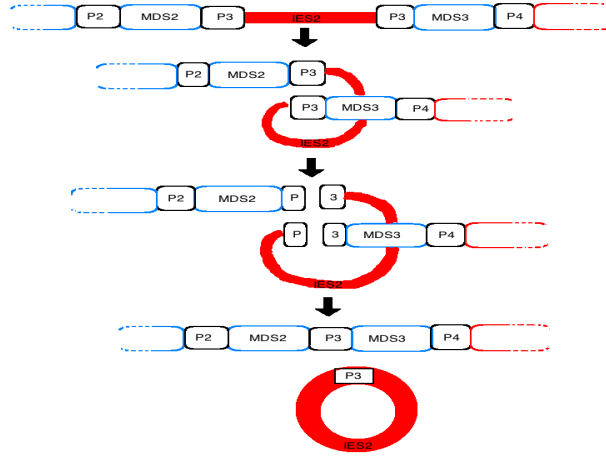 P2 MDS2 P3 IES2 P3 MDS3 P4
P2 MDS2 P3
P3 MDS3 P4
IES2
P2 MDS2 P 3
P 3 MDS3 P4
IES2
P2 MDS2 P3 MDS3 P4
P3
IES2